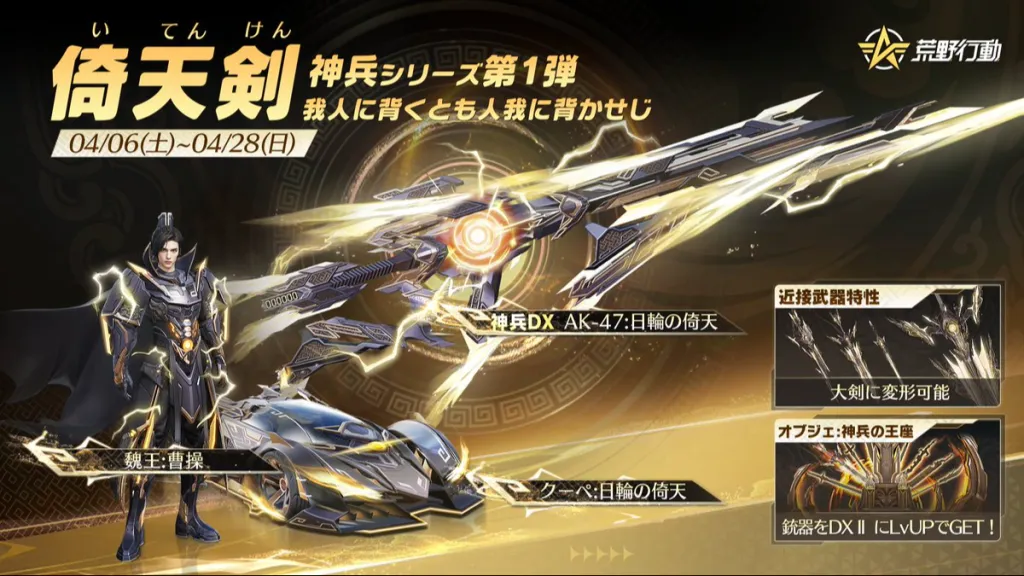 い てん けん
倚天剣
神兵シリーズ第1弾
我人に背くとも人我に背かせじ
04/06(土)~04/28(日)
荒野行動
神兵DX AK-47:日輪の倚天
近接武器特性
大剣に変形可能
魏王:曹操
クーペ:日輪の倚天
オブジェ:神兵の王座
銃器をDXⅡにLvUPでGET!